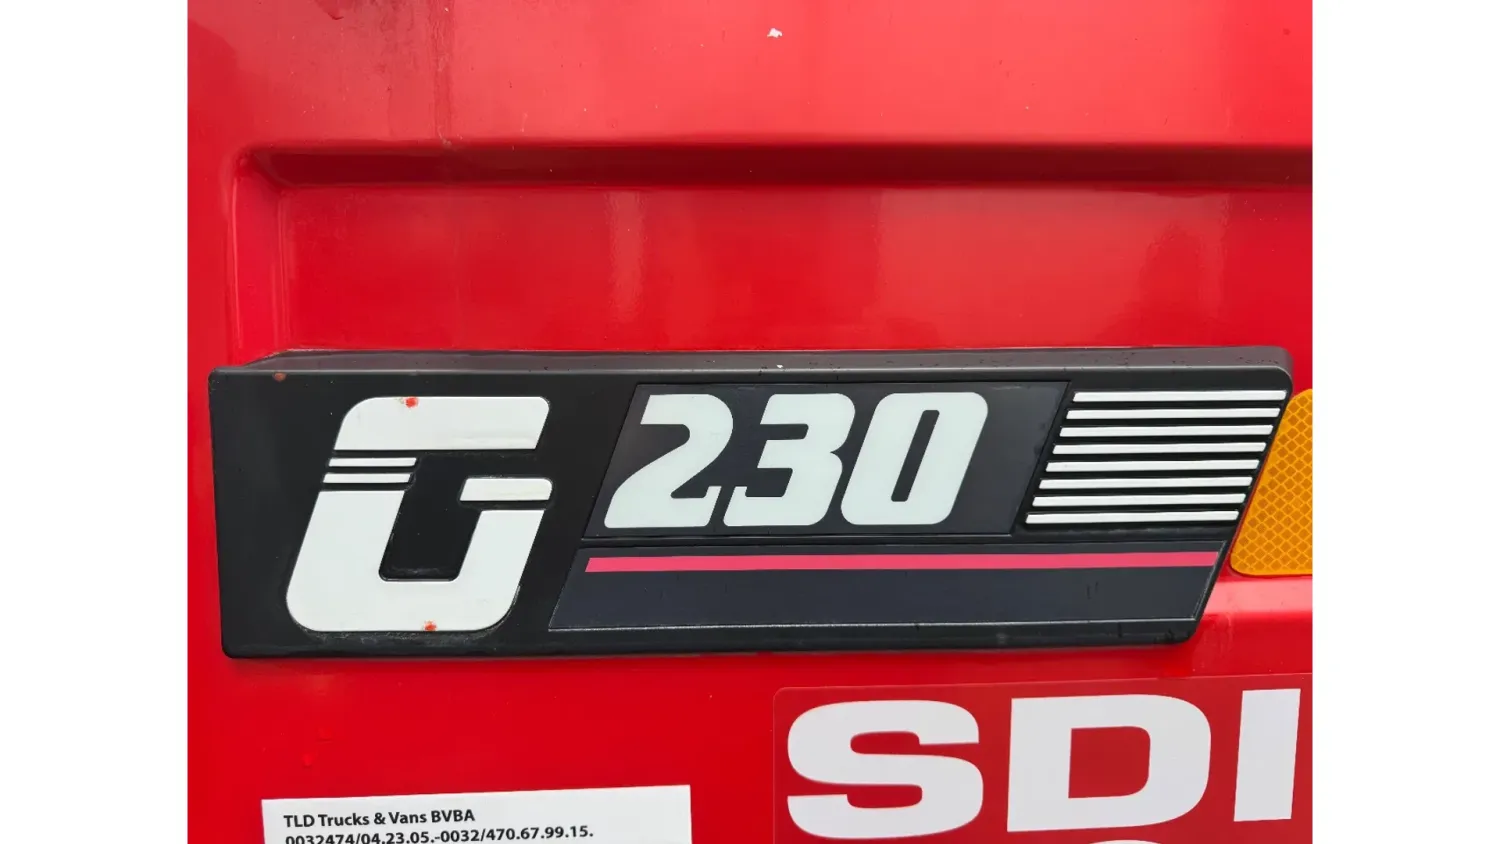 G 230
SDI
TLD Trucks & Vans BVBA
0032474/04.23.05.-0032/470.67.99.15.